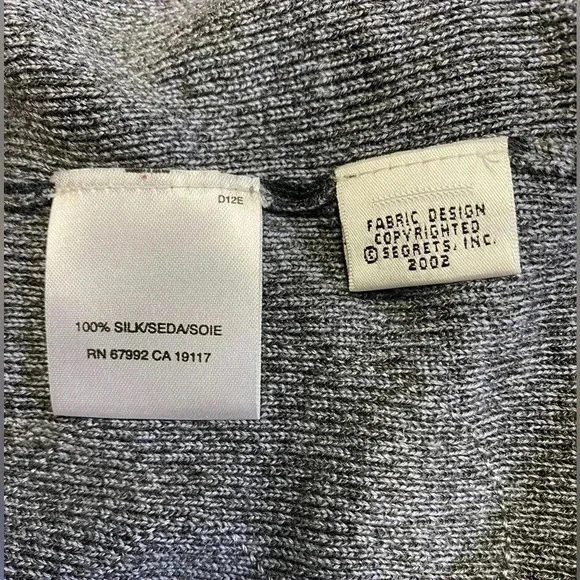 D12E
100% SILK/SEDA/SOIE
RN 67992 CA 19117
FABRIC DESIGN
COPYRIGHTED
© SEGRETS, INC.
2002